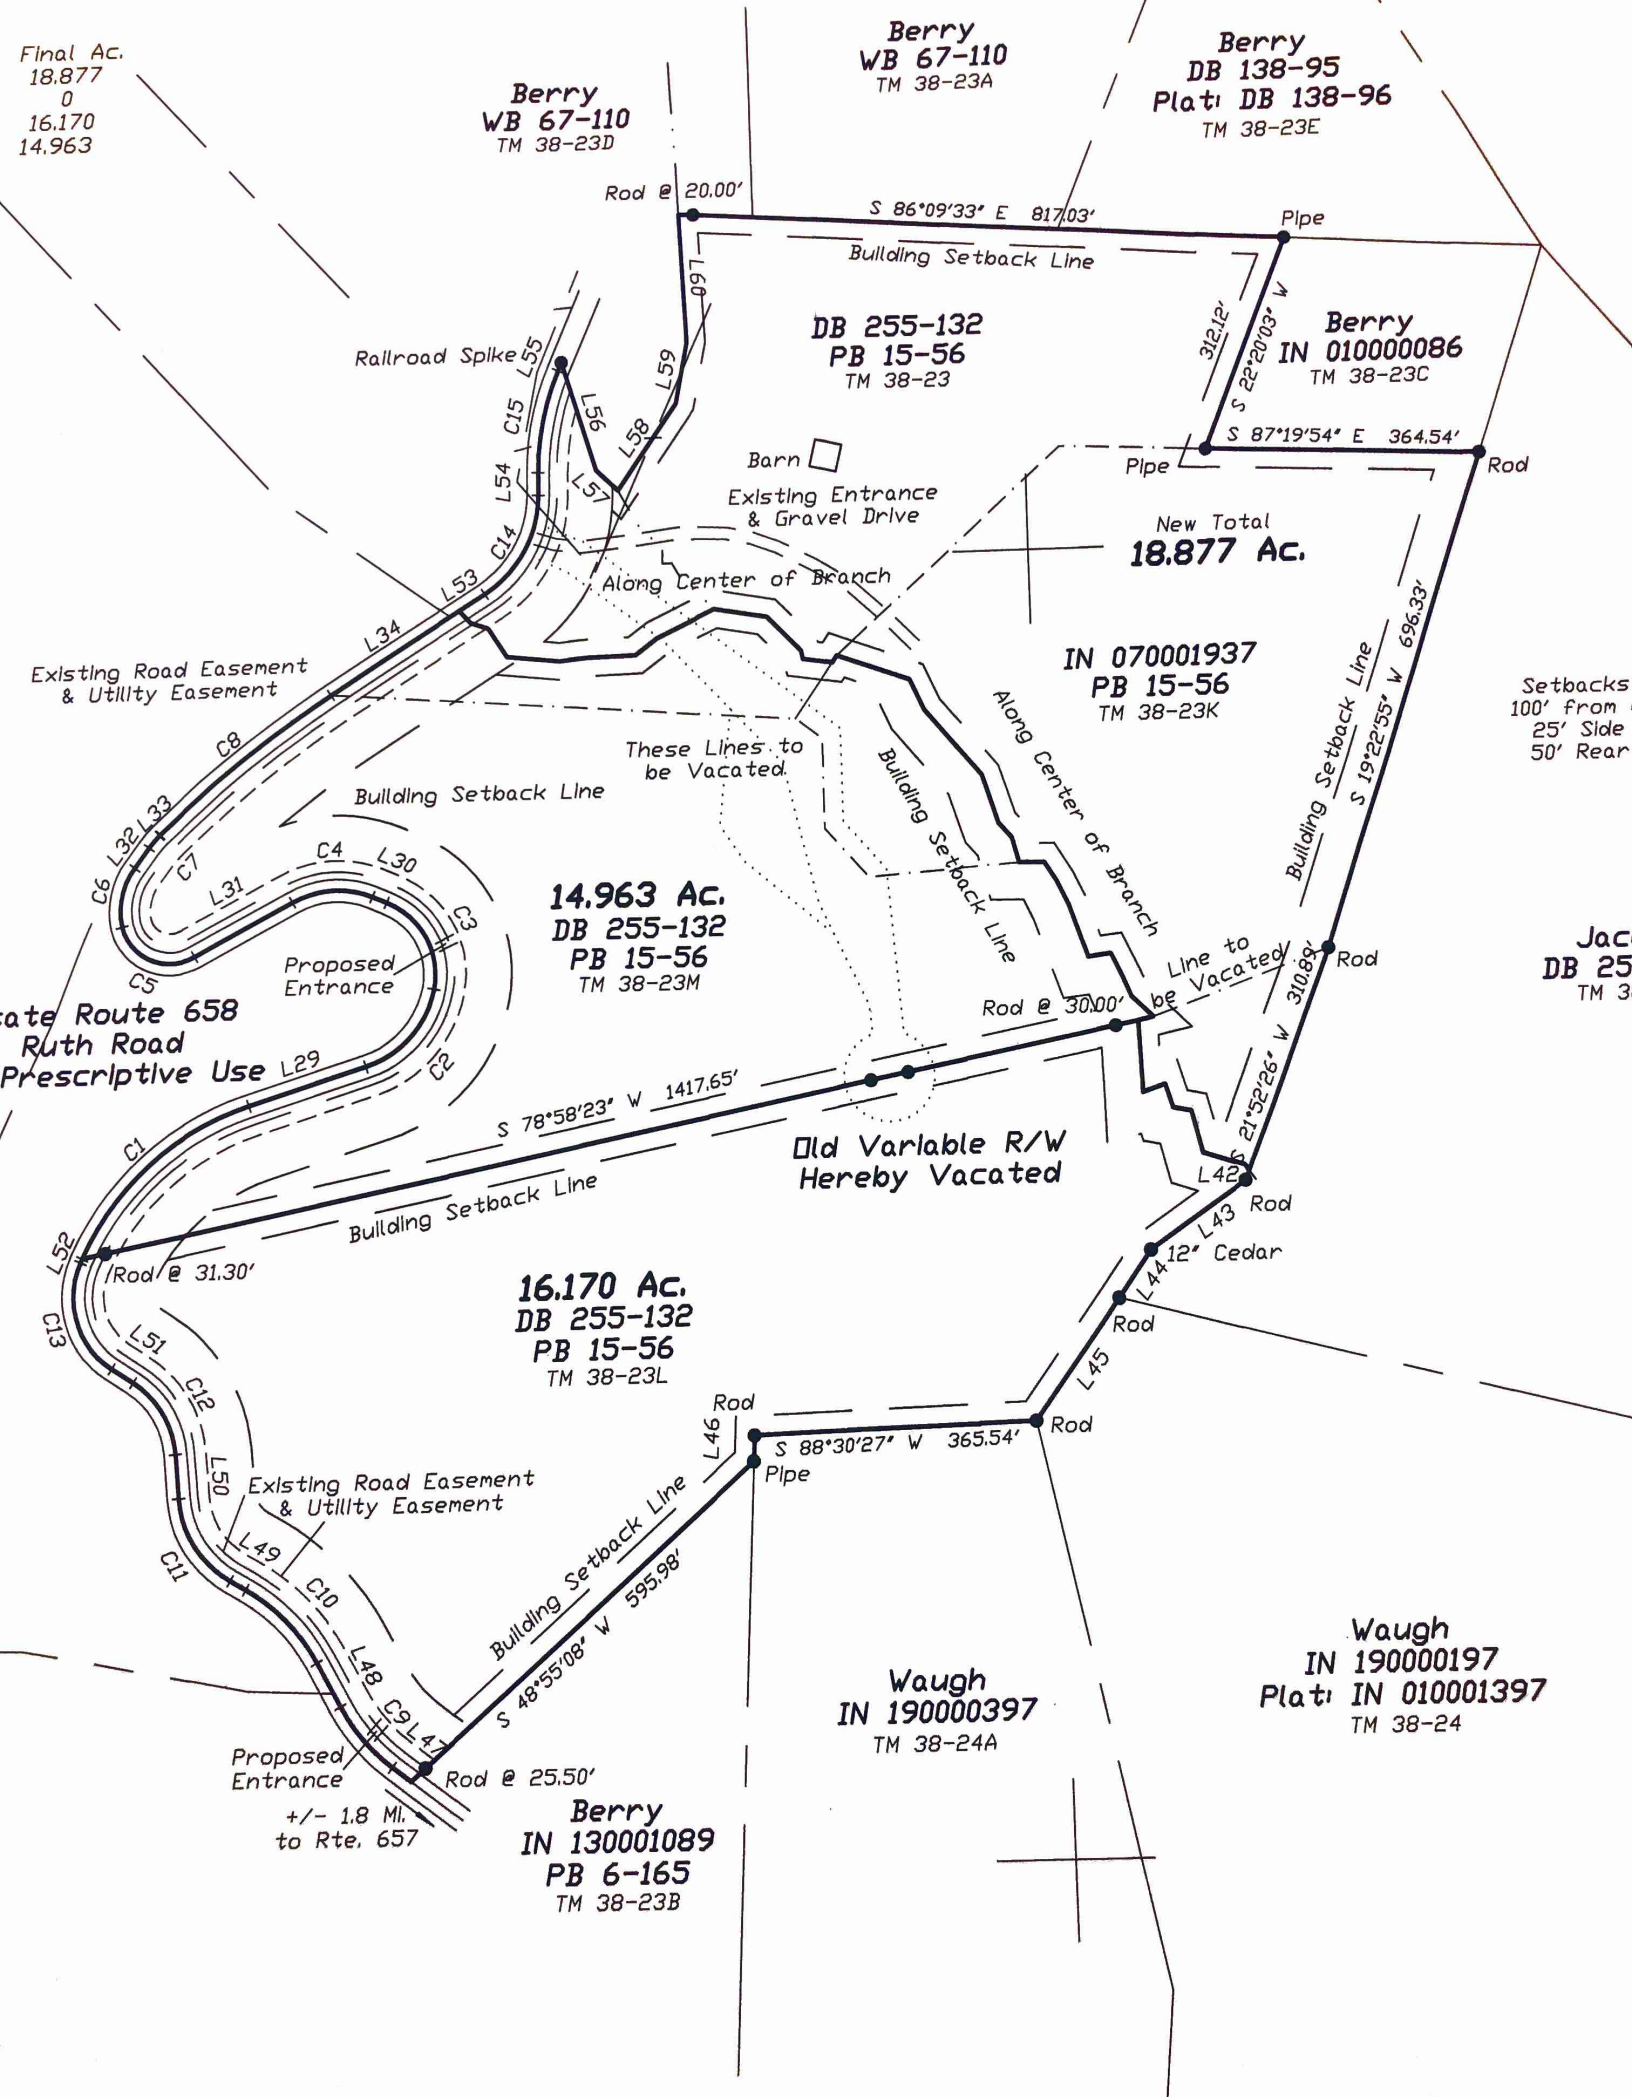 Final Ac.
18.877
0
16.170
14.963
Berry
WB 67-110
TM 38-23D
Berry
WB 67-110
TM 38-23A
Berry
DB 138-95
Plat: DB 138-96
TM 38-23E
Rod @ 20.00'
S 86°09'33" E 817.03'
Pipe
Building Setback Line
L60
DB 255-132
PB 15-56
TM 38-23
312.12'
S 22°20'03" W
Berry
IN 010000086
TM 38-23C
Railroad Spike
L55
L59
C15
L56
L58
S 87°19'54" E 364.54'
Pipe
Rod
Barn
L54
L57
Existing Entrance
& Gravel Drive
C14
New Total
18.877 Ac.
L53
Along Center of Branch
L34
696.33'
S 19°22'55" W
Existing Road Easement
& Utility Easement
IN 070001937
PB 15-56
TM 38-23K
Setbacks
100' from
25' Side
50' Rear
C8
These Lines to
be Vacated
Along Center of Branch
Building Setback Line
Building Setback Line
Building Setback Line
L33
L32
C7
C6
L31
C4
L30
C3
14.963 Ac.
DB 255-132
PB 15-56
TM 38-23M
Proposed
Entrance
C5
Line to
be Vacated
Rod
310.89'
S 21°52'26" W
Jac
DB 25
TM 3
Rod @ 30.00'
ate Route 658
Ruth Road
Prescriptive Use
L29
C2
S 78°58'23" W 1417.65'
C1
Old Variable R/W
Hereby Vacated
Building Setback Line
L42
Rod
L43
L52
Rod @ 31.30'
12" Cedar
L44
Rod
16.170 Ac.
DB 255-132
PB 15-56
TM 38-23L
C13
L51
C12
L45
Rod
L46
S 88°30'27" W 365.54'
Rod
Pipe
L50
Existing Road Easement
& Utility Easement
L49
C11
C10
Building Setback Line
595.98'
S 48°55'08" W
L48
C9
L47
Waugh
IN 190000397
TM 38-24A
Waugh
IN 190000197
Plat: IN 010001397
TM 38-24
Proposed
Entrance
Rod @ 25.50'
+/- 1.8 Mi.
to Rte. 657
Berry
IN 130001089
PB 6-165
TM 38-23B